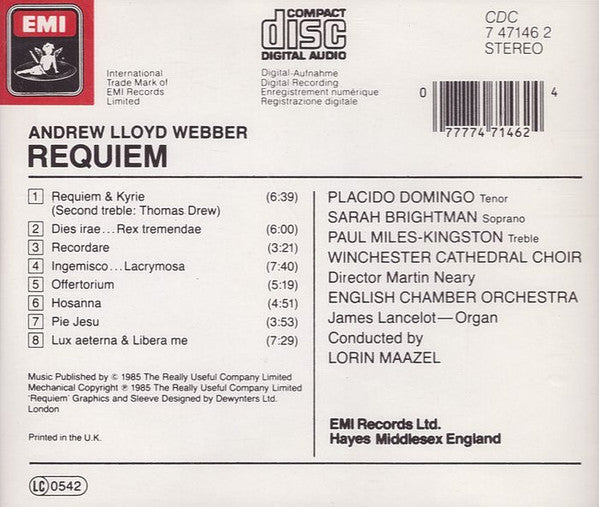 EMI
International
Trade Mark of
EMI Records
Limited
COMPACT
disc
DIGITAL AUDIO
Digital-Aufnahme
Digital Recording
Enregistrement numérique
Registrazione digitale
CDC
7 47146 2
STEREO
0 77774 71462 4
ANDREW LLOYD WEBBER
REQUIEM
1 Requiem & Kyrie (6:39)
(Second treble: Thomas Drew)
2 Dies irae...Rex tremendae (6:00)
3 Recordare (3:21)
4 Ingemisco...Lacrymosa (7:40)
5 Offertorium (5:19)
6 Hosanna (4:51)
7 Pie Jesu (3:53)
8 Lux aeterna & Libera me (7:29)
PLACIDO DOMINGO Tenor
SARAH BRIGHTMAN Soprano
PAUL MILES-KINGSTON Treble
WINCHESTER CATHEDRAL CHOIR
Director Martin Neary
ENGLISH CHAMBER ORCHESTRA
James Lancelot—Organ
Conducted by
LORIN MAAZEL
Music Published by © 1985 The Really Useful Company Limited
Mechanical Copyright ℗ 1985 The Really Useful Company Limited
'Requiem' Graphics and Sleeve Designed by Dewynters Ltd.
London
Printed in the U.K.
EMI Records Ltd.
Hayes Middlesex England
LC 0542